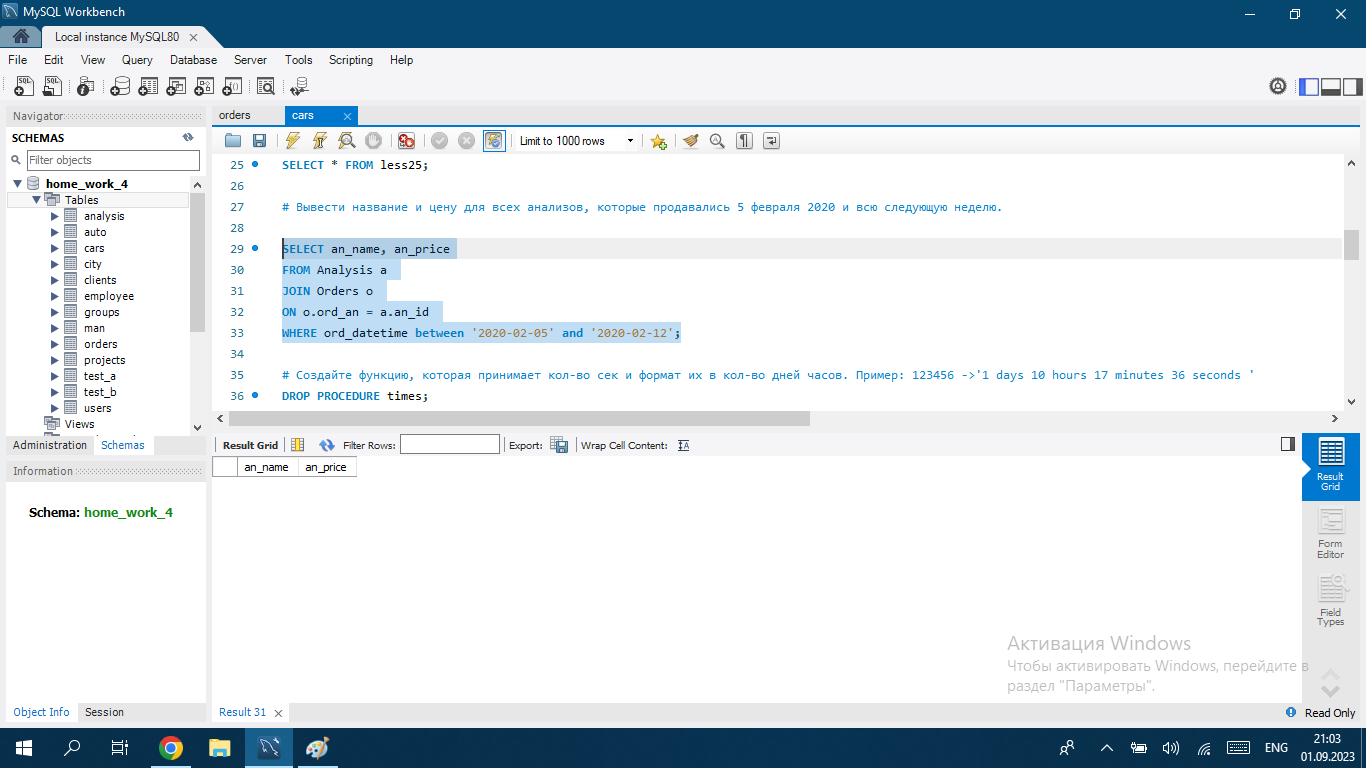 MySQL Workbench
Local instance MySQL80
File Edit View Query Database Server Tools Scripting Help
Navigator
SCHEMAS
Filter objects
home_work_4
Tables
analysis
auto
cars
city
clients
employee
groups
man
orders
projects
test_a
test_b
users
Views
Administration Schemas
Information
Schema: home_work_4
Object Info Session
orders cars
Limit to 1000 rows
25 SELECT * FROM less25;
26
27 # Вывести название и цену для всех анализов, которые продавались 5 февраля 2020 и всю следующую неделю.
28
29 SELECT an_name, an_price
30 FROM Analysis a
31 JOIN Orders o
32 ON o.ord_an = a.an_id
33 WHERE ord_datetime between '2020-02-05' and '2020-02-12';
34
35 # Создайте функцию, которая принимает кол-во сек и формат их в кол-во дней часов. Пример: 123456 ->'1 days 10 hours 17 minutes 36 seconds '
36 DROP PROCEDURE times;
Result Grid Filter Rows: Export: Wrap Cell Content:
an_name an_price
Result Grid
Form Editor
Field Types
Активация Windows
Чтобы активировать Windows, перейдите в
раздел "Параметры".
Result 31
Read Only
ENG
21:03
01.09.2023